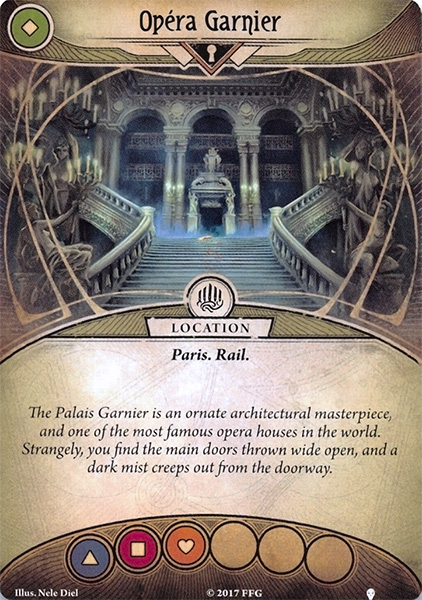 Opéra Garnier
LOCATION
Paris. Rail.
The Palais Garnier is an ornate architectural masterpiece,
and one of the most famous opera houses in the world.
Strangely, you find the main doors thrown wide open, and a
dark mist creeps out from the doorway.
Illus. Nele Diel
© 2017 FFG